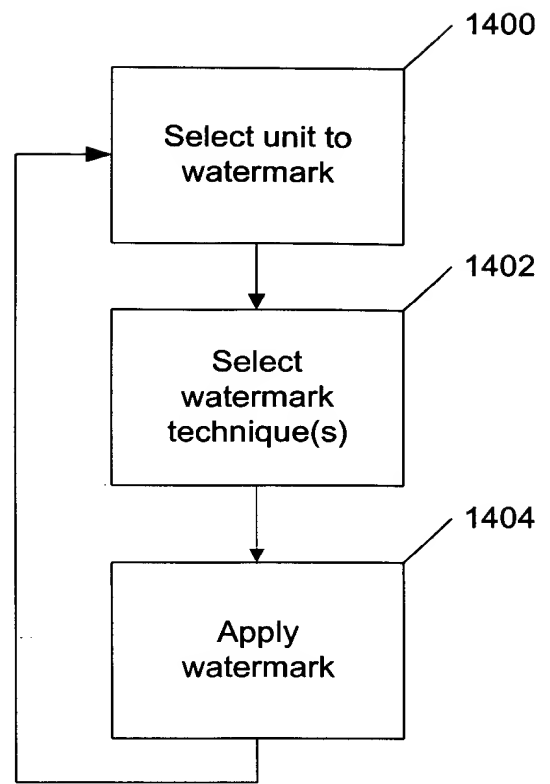 1400
Select unit to
watermark
1402
Select
watermark
technique(s)
1404
Apply
watermark